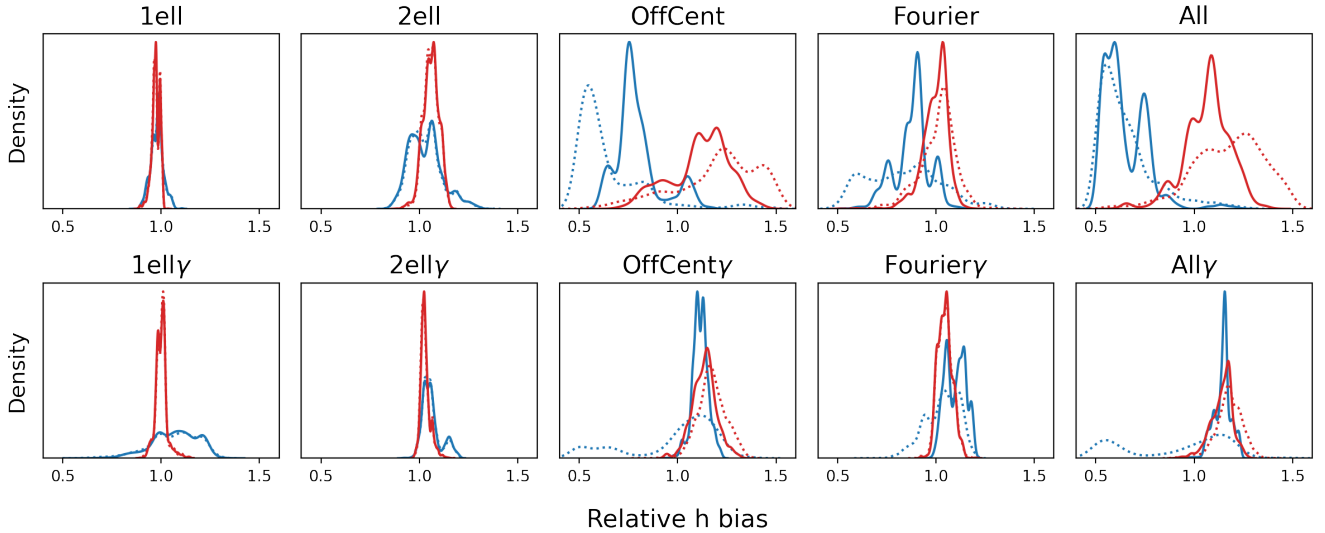 1ell 2ell OffCent Fourier All
Density
0.5 1.0 1.5 0.5 1.0 1.5 0.5 1.0 1.5 0.5 1.0 1.5 0.5 1.0 1.5
1ellγ 2ellγ OffCentγ Fourierγ Allγ
Density
0.5 1.0 1.5 0.5 1.0 1.5 0.5 1.0 1.5 0.5 1.0 1.5 0.5 1.0 1.5
Relative h bias